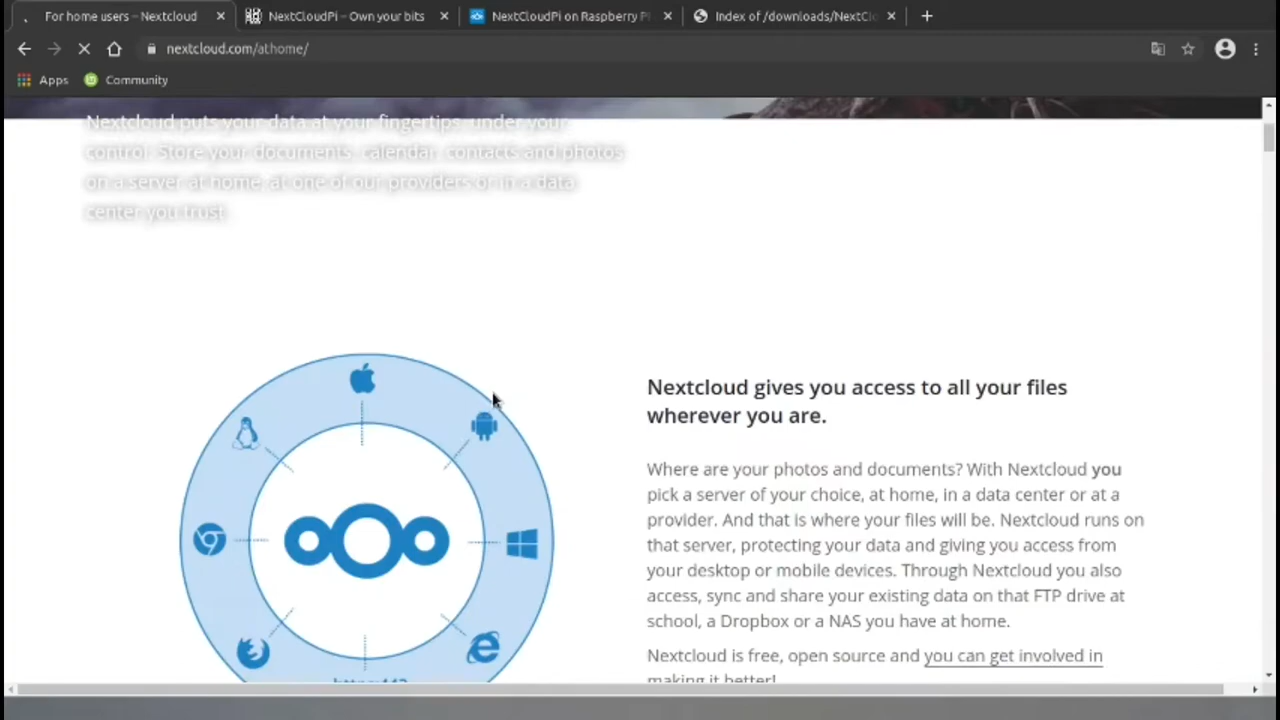 For home users – Nextcloud
NextCloudPi – Own your bits
NextCloudPi on Raspberry Pi
Index of /downloads/NextClo
nextcloud.com/athome/
Apps
Community
Nextcloud puts your data at your fingertips, under your
control. Store your documents, calendar, contacts and photos
on a server at home, at one of our providers or in a data
center you trust.
Nextcloud gives you access to all your files
wherever you are.
Where are your photos and documents? With Nextcloud you
pick a server of your choice, at home, in a data center or at a
provider. And that is where your files will be. Nextcloud runs on
that server, protecting your data and giving you access from
your desktop or mobile devices. Through Nextcloud you also
access, sync and share your existing data on that FTP drive at
school, a Dropbox or a NAS you have at home.
Nextcloud is free, open source and you can get involved in
making it better!